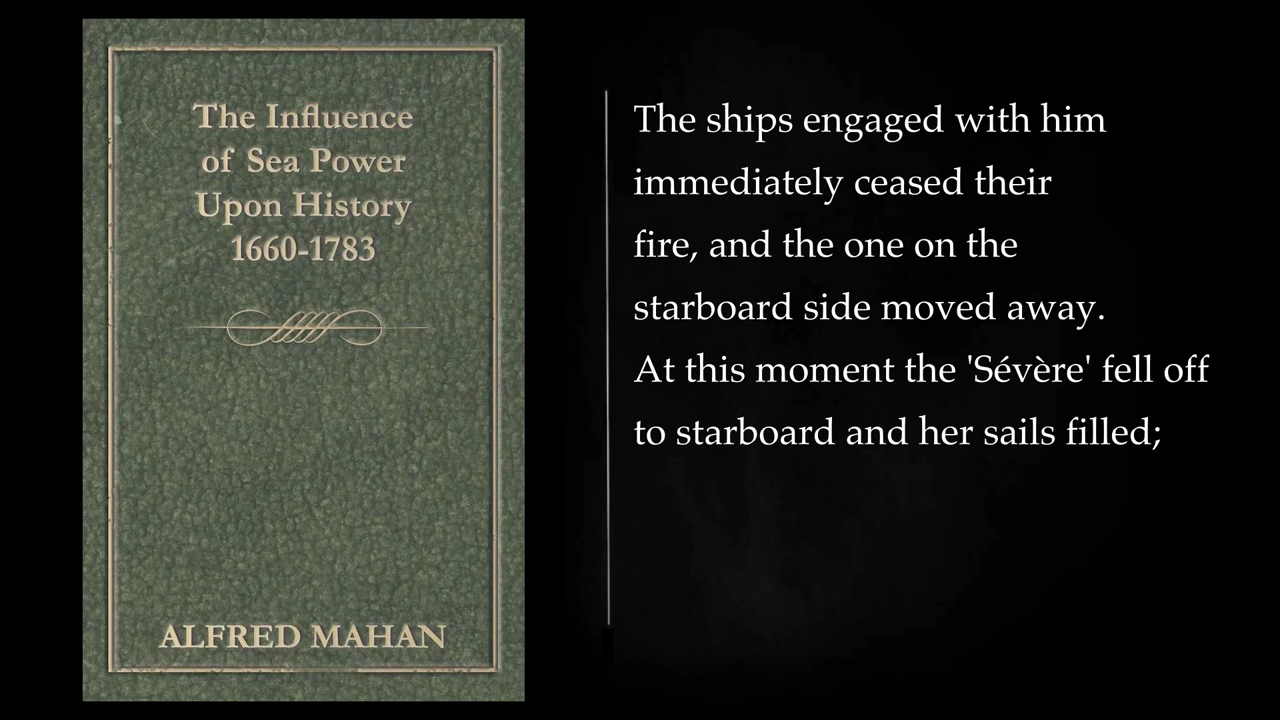 The Influence
of Sea Power
Upon History
1660-1783
ALFRED MAHAN
The ships engaged with him
immediately ceased their
fire, and the one on the
starboard side moved away.
At this moment the 'Sévère' fell off
to starboard and her sails filled;